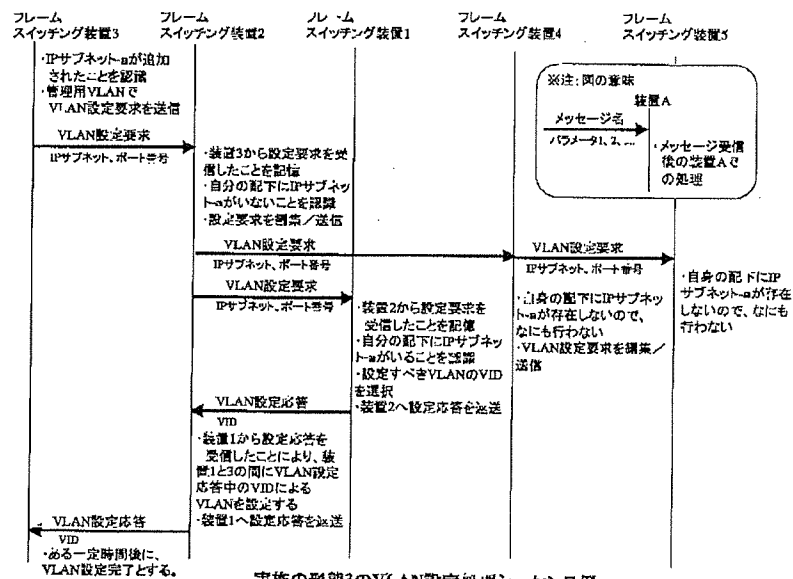 フレーム
スイッチング装置3
フレーム
スイッチング装置2
フレーム
スイッチング装置1
フレーム
スイッチング装置4
フレーム
スイッチング装置5
・IPサブネット-aが追加
されたことを認識
・管理用VLANで
VLAN設定要求を送信
※注：図の意味
装置A
メッセージ名
パラメータ1、2、...
・メッセージ受信
後の装置Aで
の処理
VLAN設定要求
IPサブネット、ポート番号
・装置3から設定要求を受
信したことを記憶
・自分の配下にIPサブネッ
ト-aがいないことを認識
・設定要求を編集／送信
VLAN設定要求
IPサブネット、ポート番号
VLAN設定要求
IPサブネット、ポート番号
VLAN設定要求
IPサブネット、ポート番号
・装置2から設定要求を
受信したことを記憶
・自分の配下にIPサブネッ
ト-aがいることを認識
・設定すべきVLANのVID
を選択
・装置2へ設定応答を返送
・自身の配下にIPサブネッ
ト-aが存在しないので、
なにも行わない
・VLAN設定要求を編集／
送信
・自身の配下にIP
サブネット-aが存在
しないので、なにも
行わない
VLAN設定応答
VID
・装置1から設定応答を
受信したことにより、装
置1と3の間にVLAN設定
応答中のVIDによる
VLANを設定する
・装置1へ設定応答を返送
VLAN設定応答
VID
・ある一定時間後に、
VLAN設定完了とする。
実施の形態3のVLAN設定処理シーケンス例